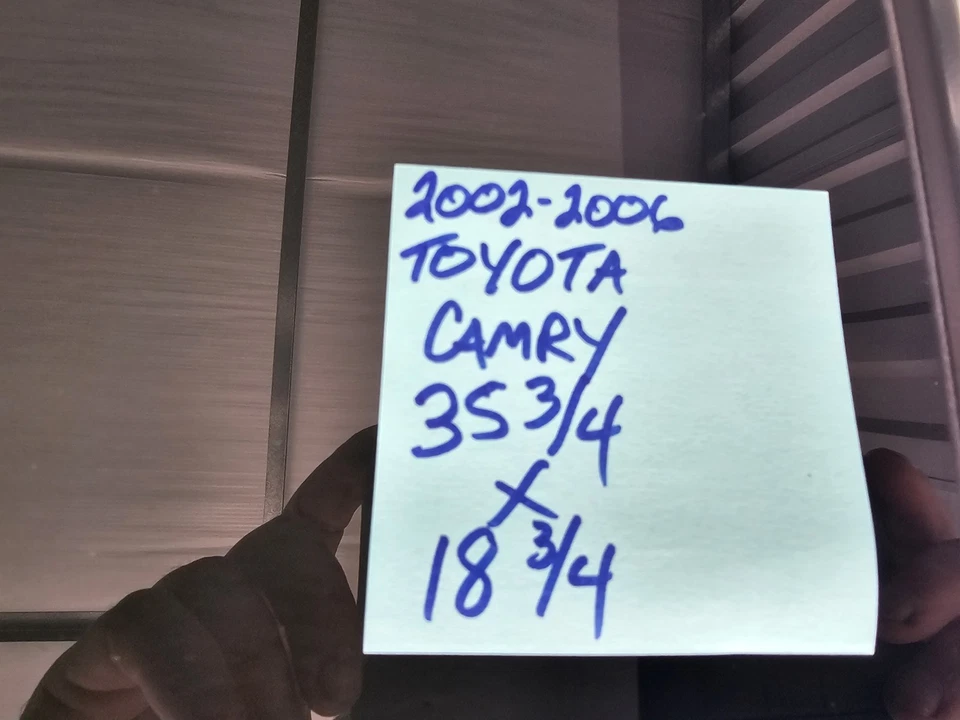 2002-2006
TOYOTA
CAMRY
35 3/4
X
18 3/4